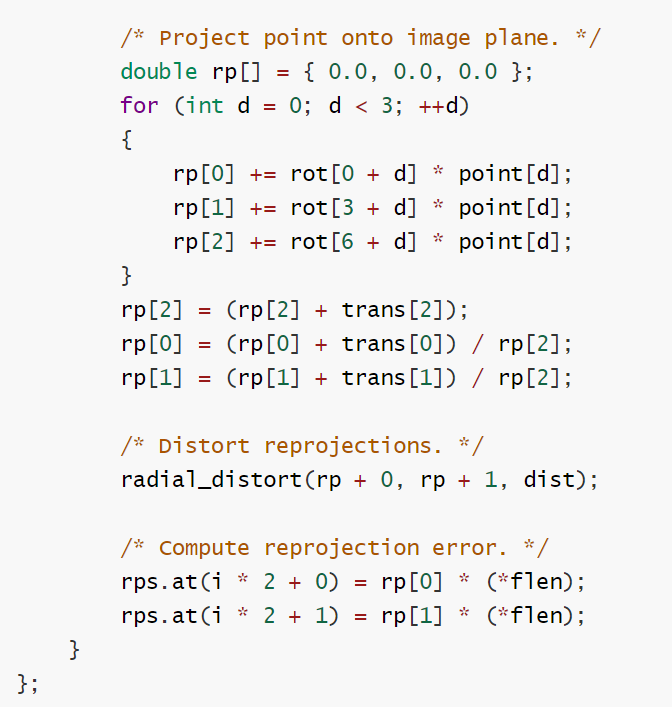 /* Project point onto image plane. */
double rp[] = { 0.0, 0.0, 0.0 };
for (int d = 0; d < 3; ++d)
{
rp[0] += rot[0 + d] * point[d];
rp[1] += rot[3 + d] * point[d];
rp[2] += rot[6 + d] * point[d];
}
rp[2] = (rp[2] + trans[2]);
rp[0] = (rp[0] + trans[0]) / rp[2];
rp[1] = (rp[1] + trans[1]) / rp[2];
/* Distort reprojections. */
radial_distort(rp + 0, rp + 1, dist);
/* Compute reprojection error. */
rps.at(i * 2 + 0) = rp[0] * (*flen);
rps.at(i * 2 + 1) = rp[1] * (*flen);
}
};